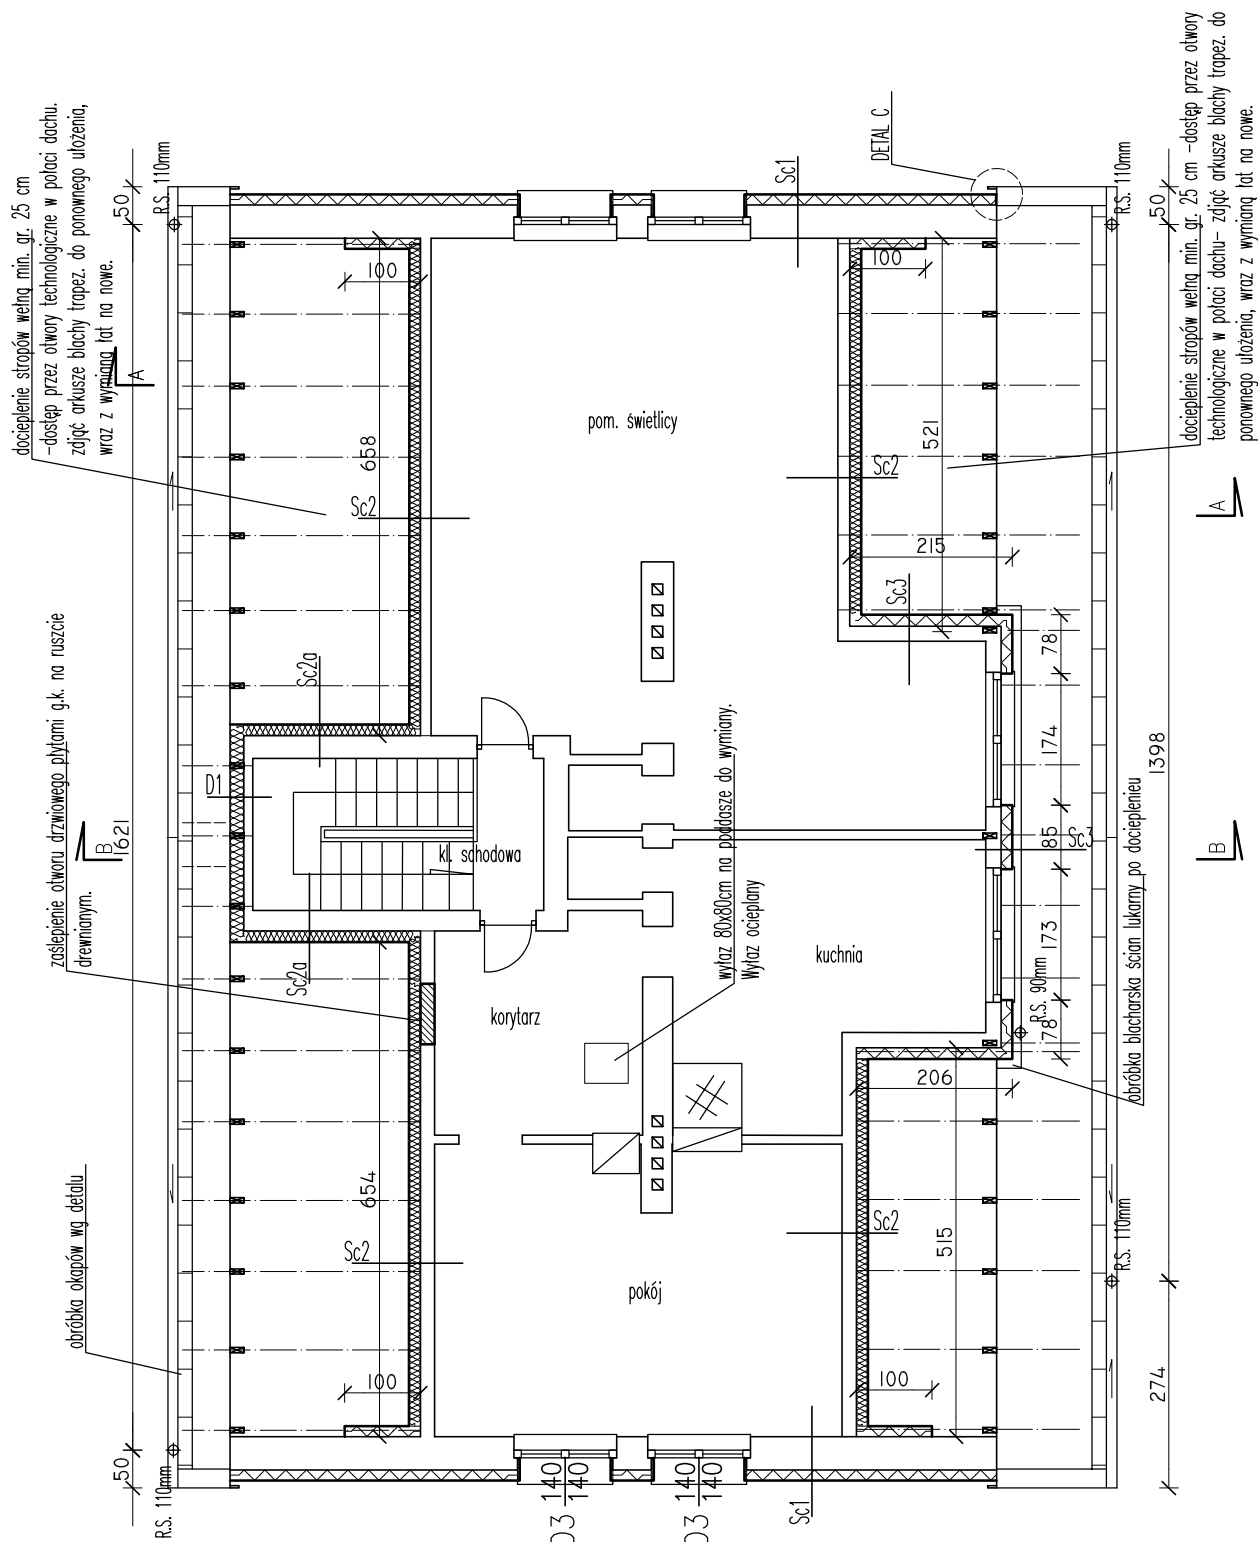 docieplenie stropów wełną min. gr. 25 cm
-dostęp przez otwory technologiczne w połaci dachu.
zdjąć arkusze blachy trapez. do ponownego ułożenia,
wraz z wymianą łat na nowe.
R.S. 110mm
50
A
DETAL C
Sc1
R.S. 110mm
50
-docieplenie stropów wełną min. gr. 25 cm -dostęp przez otwory
technologiczne w połaci dachu- zdjąć arkusze blachy trapez. do
ponownego ułożenia, wraz z wymianą łat na nowe.
100
100
658
pom. świetlicy
521
Sc2
Sc2
A
215
Sc3
zaślepienie otworu drzwiowego płytami g.k. na ruszcie
drewnianym.
Sc2a
78
174
D1
1398
B
1621
kl. schodowa
wyłaz 80x80cm na poddasze do wymiany.
Wyłaz ocieplany
85
Sc3
B
Sc2a
kuchnia
173
korytarz
R.S. 90mm
78
obróbka blacharska ścian lukarny po dociepleniu
206
654
obróbka okapów wg detalu
Sc2
Sc2
515
R.S. 110mm
pokój
100
100
274
50
R.S. 110mm
140
140
O3
140
140
O3
Sc1